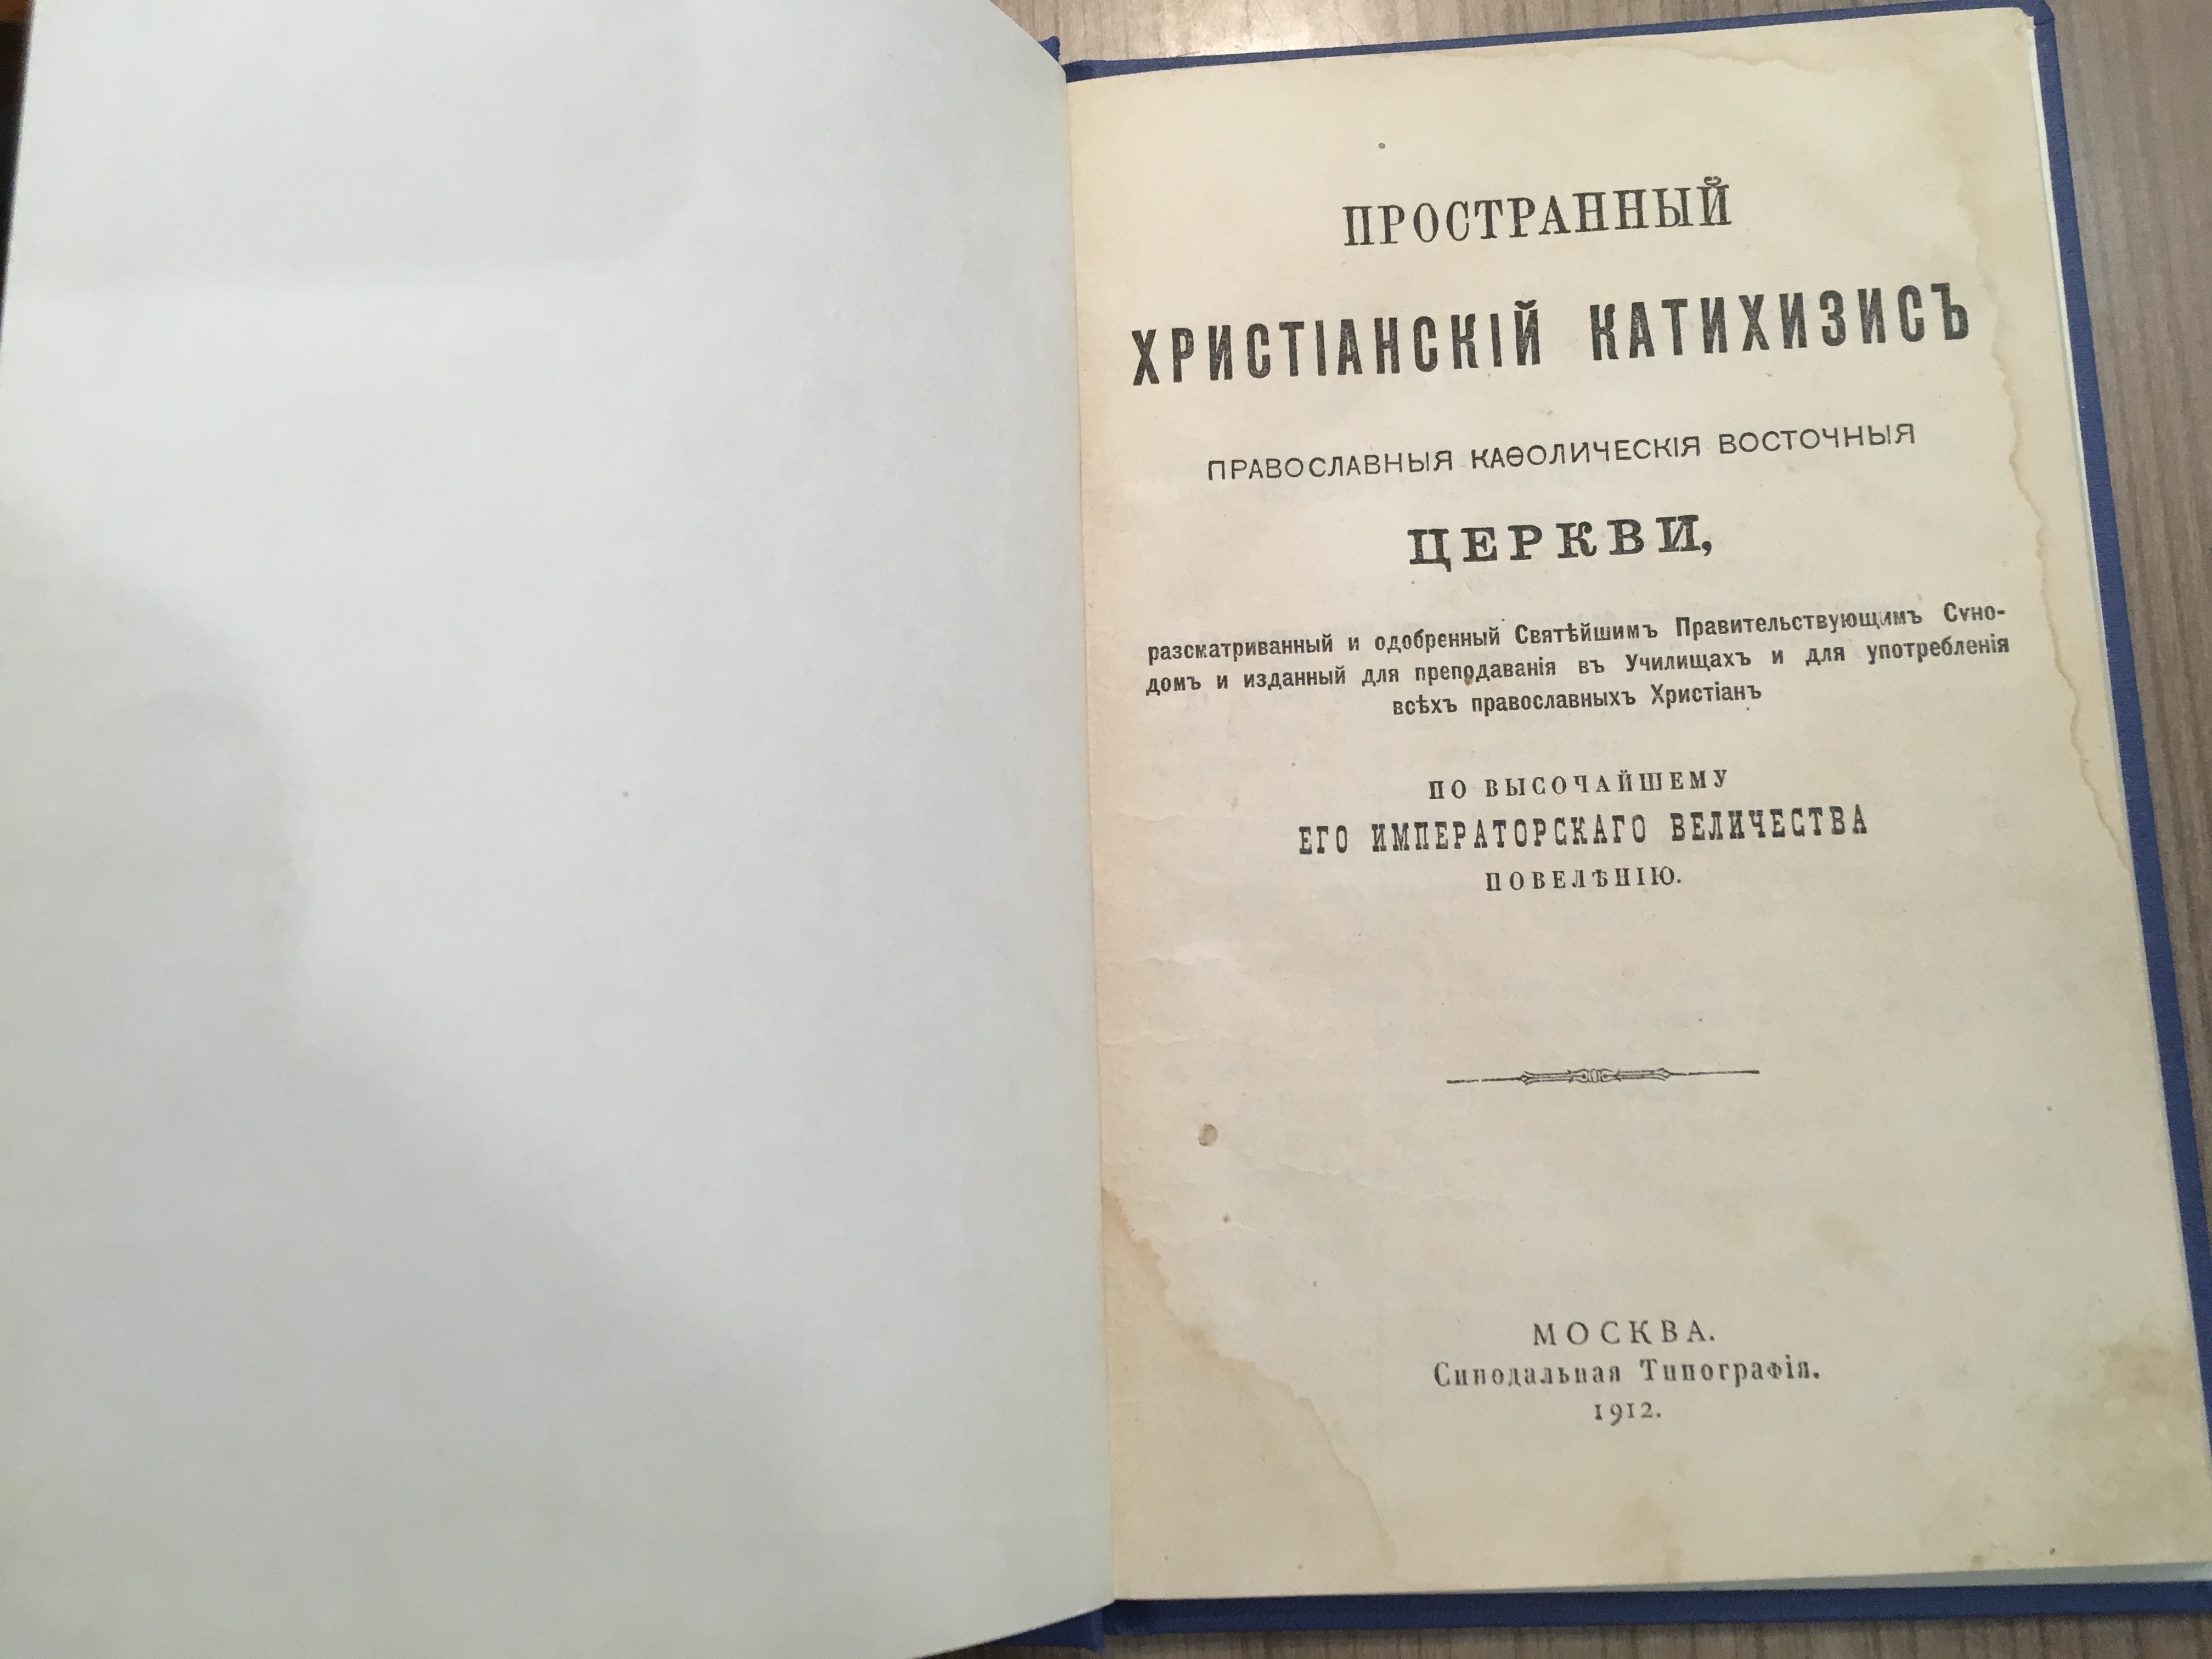 ПРОСТРАННЫЙ
ХРИСТІАНСКІЙ КАТИХИЗИСЪ
ПРАВОСЛАВНЫЯ КАѲОЛИЧЕСКІЯ ВОСТОЧНЫЯ
ЦЕРКВИ,
разсматриванный и одобренный Святѣйшимъ Правительствующимъ Сѵно-
домъ и изданный для преподаванія въ Училищахъ и для употребленія
всѣхъ православныхъ Христіанъ
ПО ВЫСОЧАЙШЕМУ
ЕГО ИМПЕРАТОРСКАГО ВЕЛИЧЕСТВА
ПОВЕЛѢНІЮ.
МОСКВА.
Синодальная Типографія.
1912.